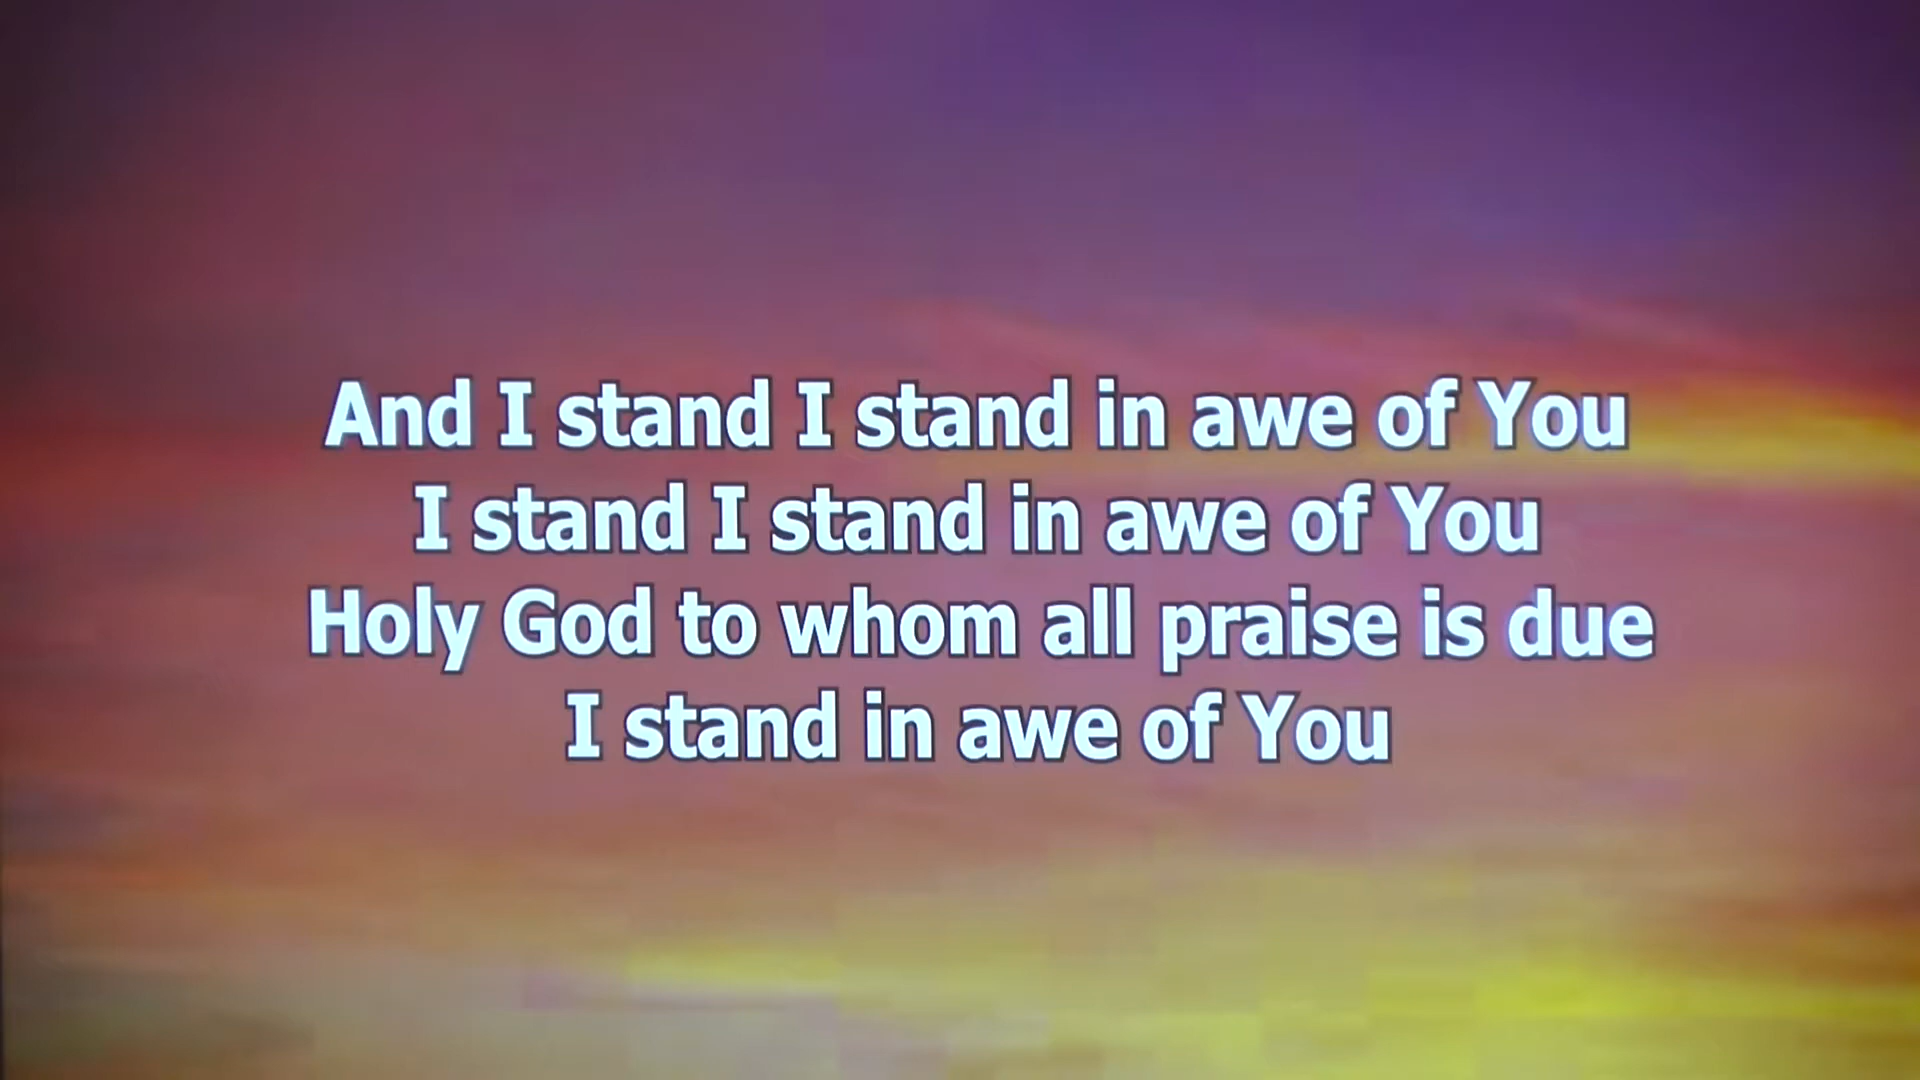 And I stand I stand in awe of You
I stand I stand in awe of You
Holy God to whom all praise is due
I stand in awe of You